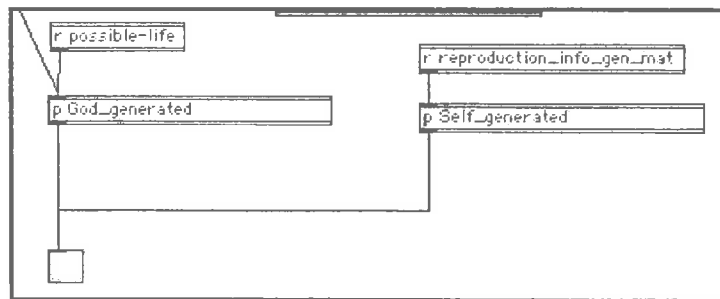 r possible-life
r reproduction_info_gen_mat
p God_generated
p Self_generated